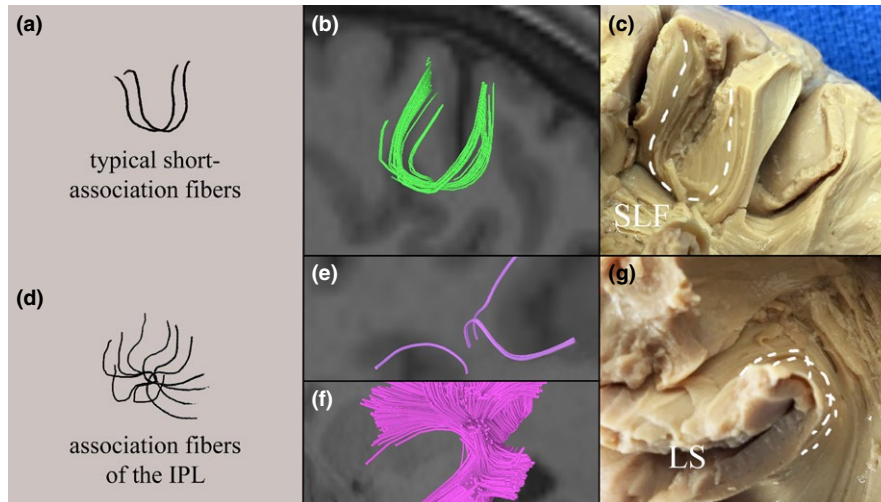 (a)
typical short-
association fibers
(b)
(c)
SLF
(d)
association fibers
of the IPL
(e)
(f)
(g)
LS